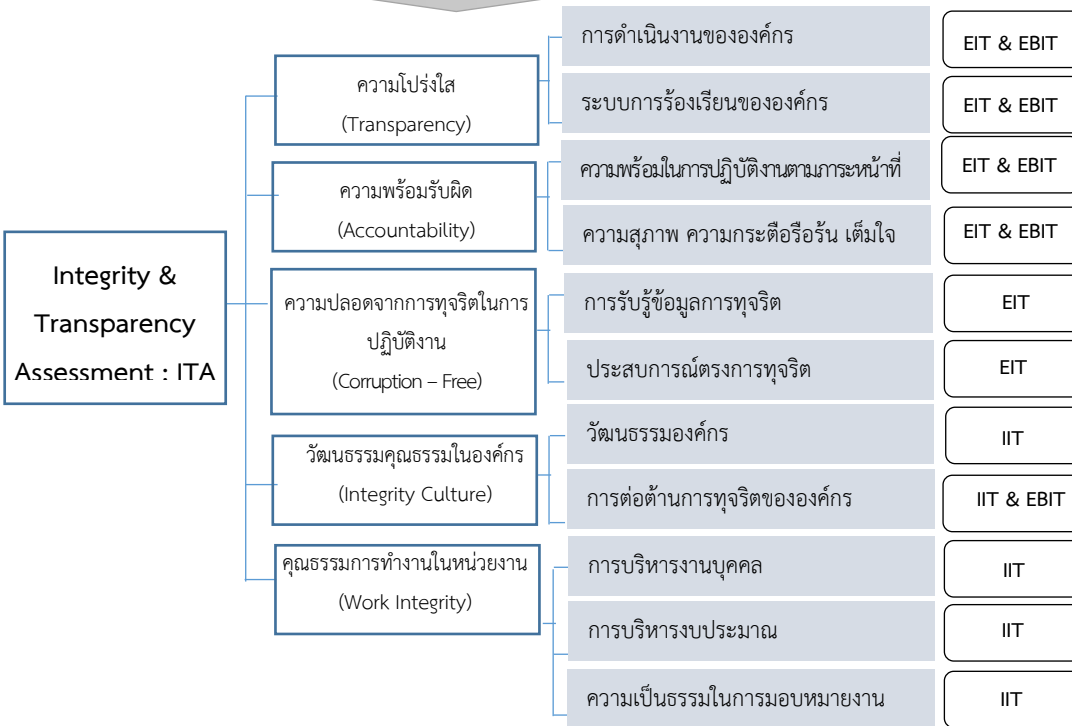 Integrity &
Transparency
Assessment : ITA
ความโปร่งใส
(Transparency)
การดำเนินงานขององค์กร
EIT & EBIT
ระบบการร้องเรียนขององค์กร
EIT & EBIT
ความพร้อมรับผิด
(Accountability)
ความพร้อมในการปฏิบัติงานตามภาระหน้าที่
EIT & EBIT
ความสุภาพ ความกระตือรือร้น เต็มใจ
EIT & EBIT
ความปลอดจากการทุจริตในการ
ปฏิบัติงาน
(Corruption – Free)
การรับรู้ข้อมูลการทุจริต
EIT
ประสบการณ์ตรงการทุจริต
EIT
วัฒนธรรมคุณธรรมในองค์กร
(Integrity Culture)
วัฒนธรรมองค์กร
IIT
การต่อต้านการทุจริตขององค์กร
IIT & EBIT
คุณธรรมการทำงานในหน่วยงาน
(Work Integrity)
การบริหารงานบุคคล
IIT
การบริหารงบประมาณ
IIT
ความเป็นธรรมในการมอบหมายงาน
IIT